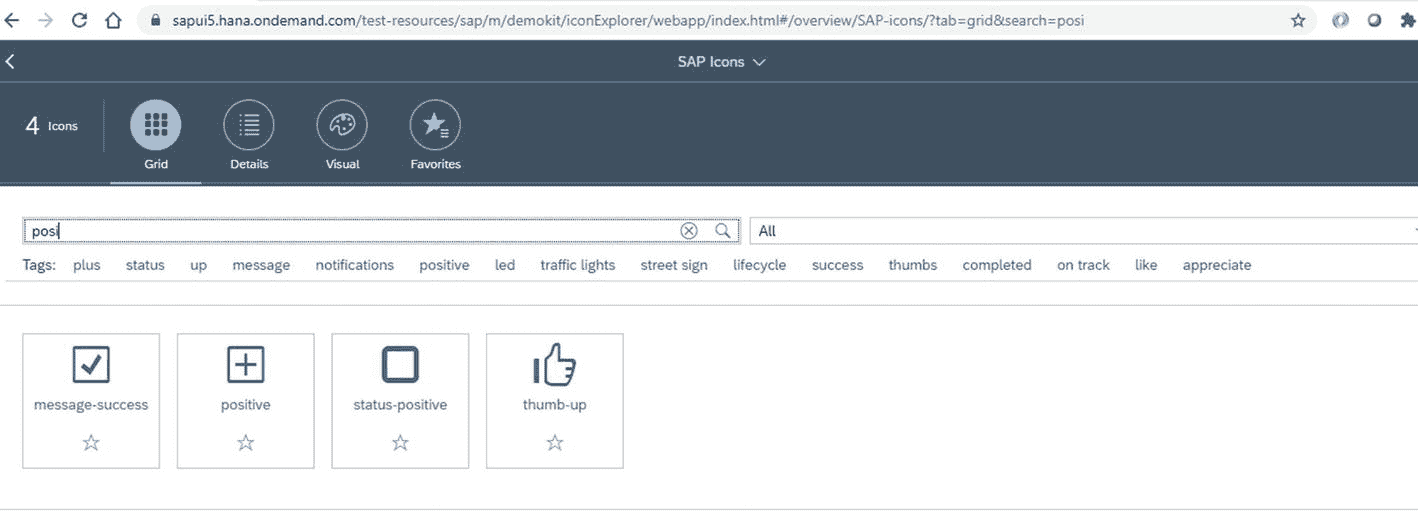 sapui5.hana.ondemand.com/test-resources/sap/m/demokit/iconExplorer/webapp/index.html#/overview/SAP-icons/?tab=grid&search=posi
SAP Icons
4 Icons
Grid Details Visual Favorites
posi All
Tags: plus status up message notifications positive led traffic lights street sign lifecycle success thumbs completed on track like appreciate
message-success positive status-positive thumb-up